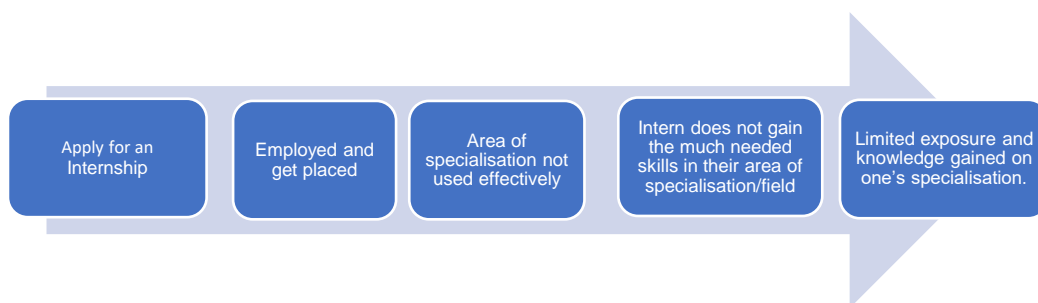 Apply for an
Internship
Employed and
get placed
Area of
specialisation not
used effectively
Intern does not gain
the much needed
skills in their area of
specialisation/field
Limited exposure and
knowledge gained on
one’s specialisation.